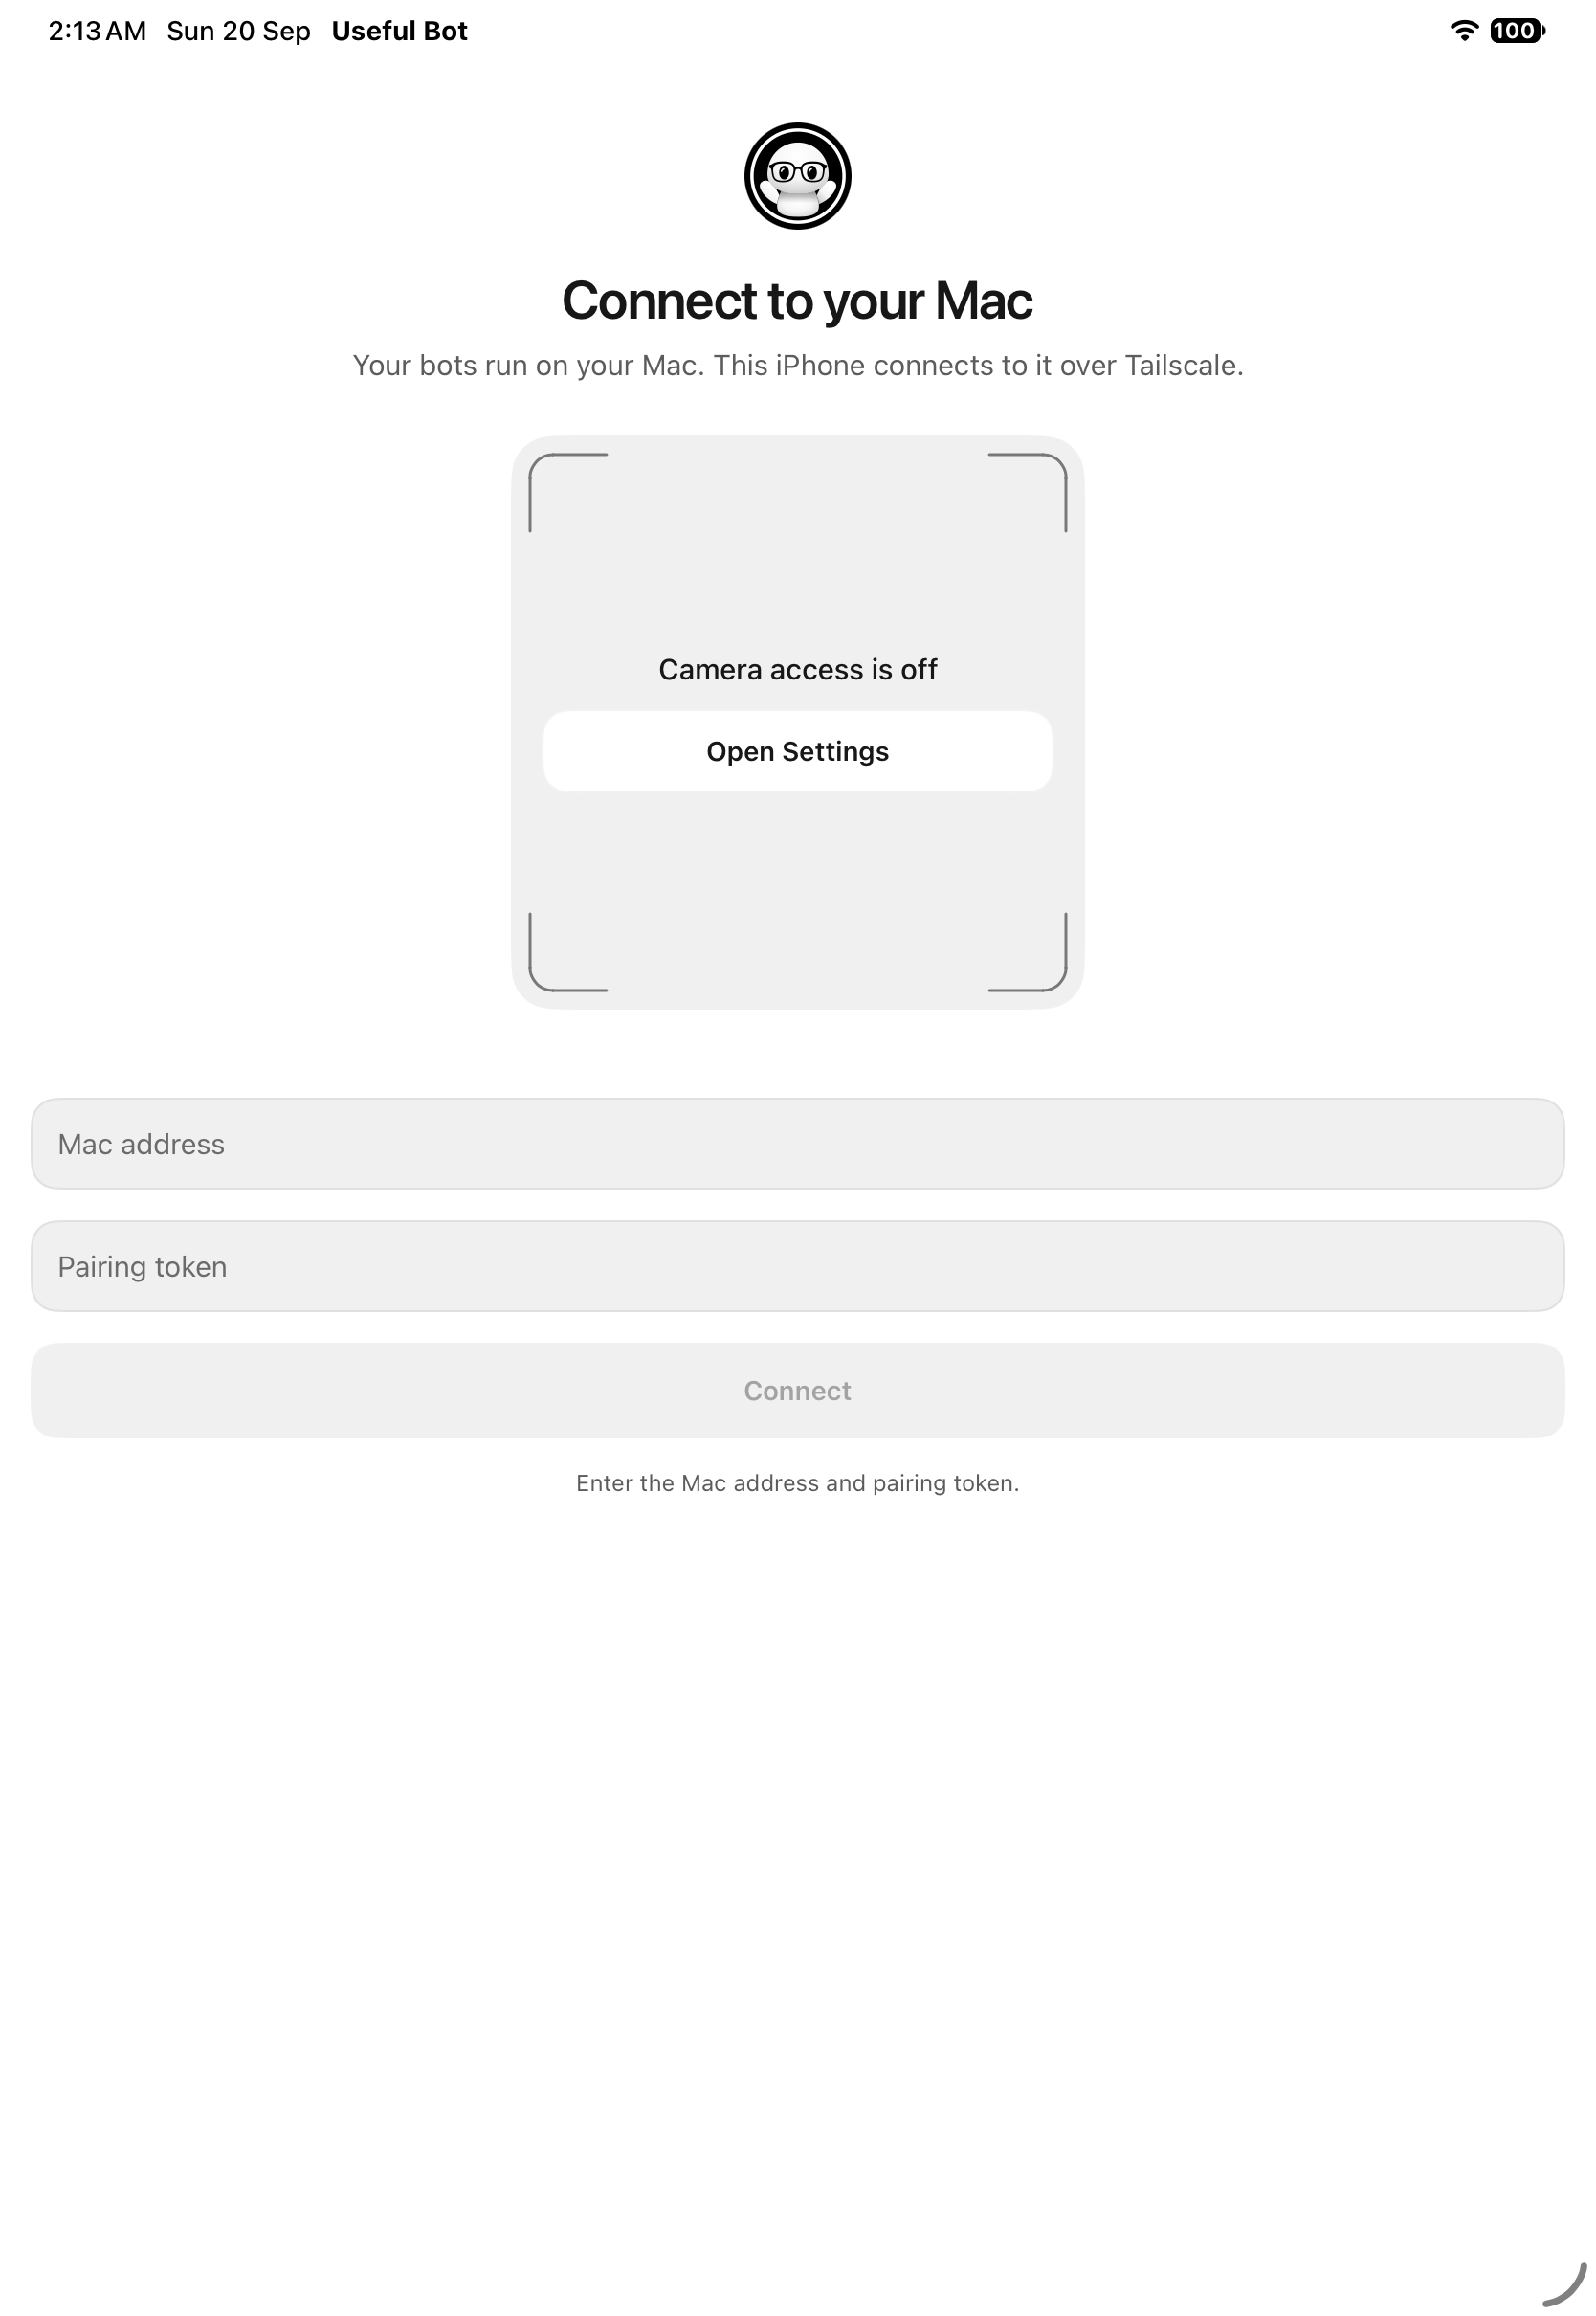 2:13 AM Sun 20 Sep Useful Bot
100
Connect to your Mac
Your bots run on your Mac. This iPhone connects to it over Tailscale.
Camera access is off
Open Settings
Mac address
Pairing token
Connect
Enter the Mac address and pairing token.